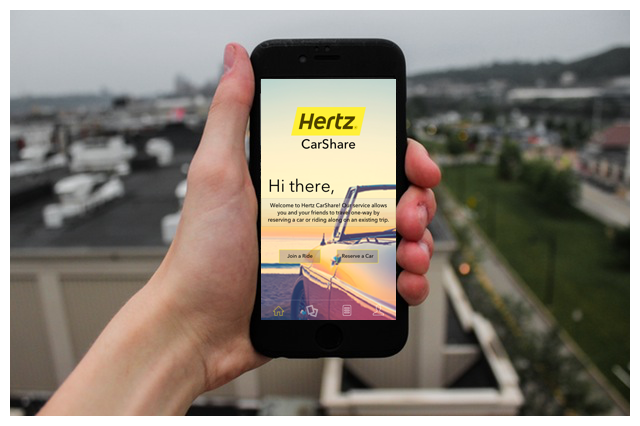 Hertz
CarShare
Hi there,
Welcome to Hertz CarShare! Our service allows
you and your friends to travel one-way by
reserving a car or riding along on an existing trip.
Join a Ride
Reserve a Car